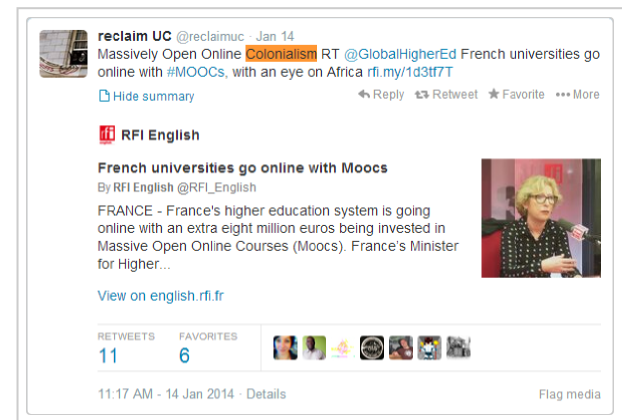 reclaim UC @reclaimuc · Jan 14
Massively Open Online Colonialism RT @GlobalHigherEd French universities go
online with #MOOCs, with an eye on Africa rfi.my/1d3tf7T
Hide summary Reply Retweet Favorite More
RFI English
French universities go online with Moocs
By RFI English @RFI_English
FRANCE - France's higher education system is going
online with an extra eight million euros being invested in
Massive Open Online Courses (Moocs). France's Minister
for Higher...
View on english.rfi.fr
RETWEETS FAVORITES
11 6
11:17 AM - 14 Jan 2014 · Details Flag media